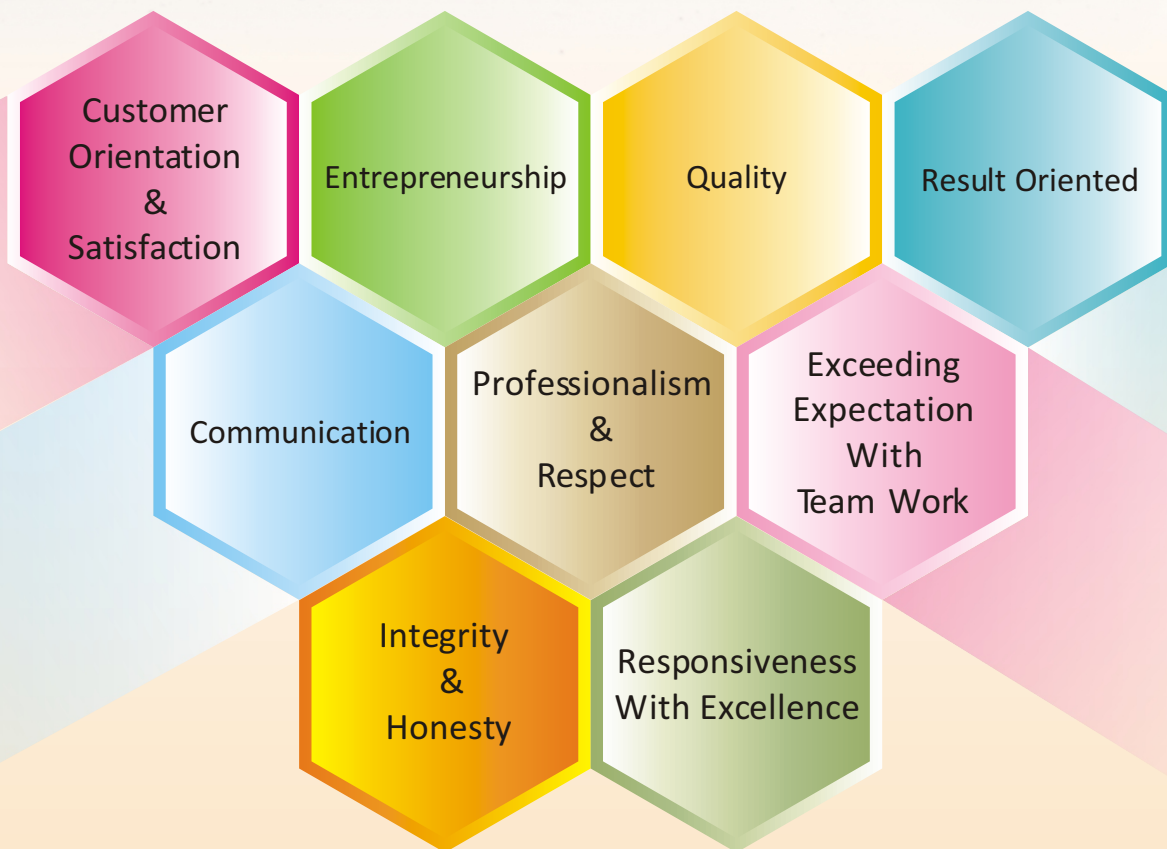 Customer
Orientation
&
Satisfaction
Entrepreneurship
Quality
Result Oriented
Communication
Professionalism
&
Respect
Exceeding
Expectation
With
Team Work
Integrity
&
Honesty
Responsiveness
With Excellence